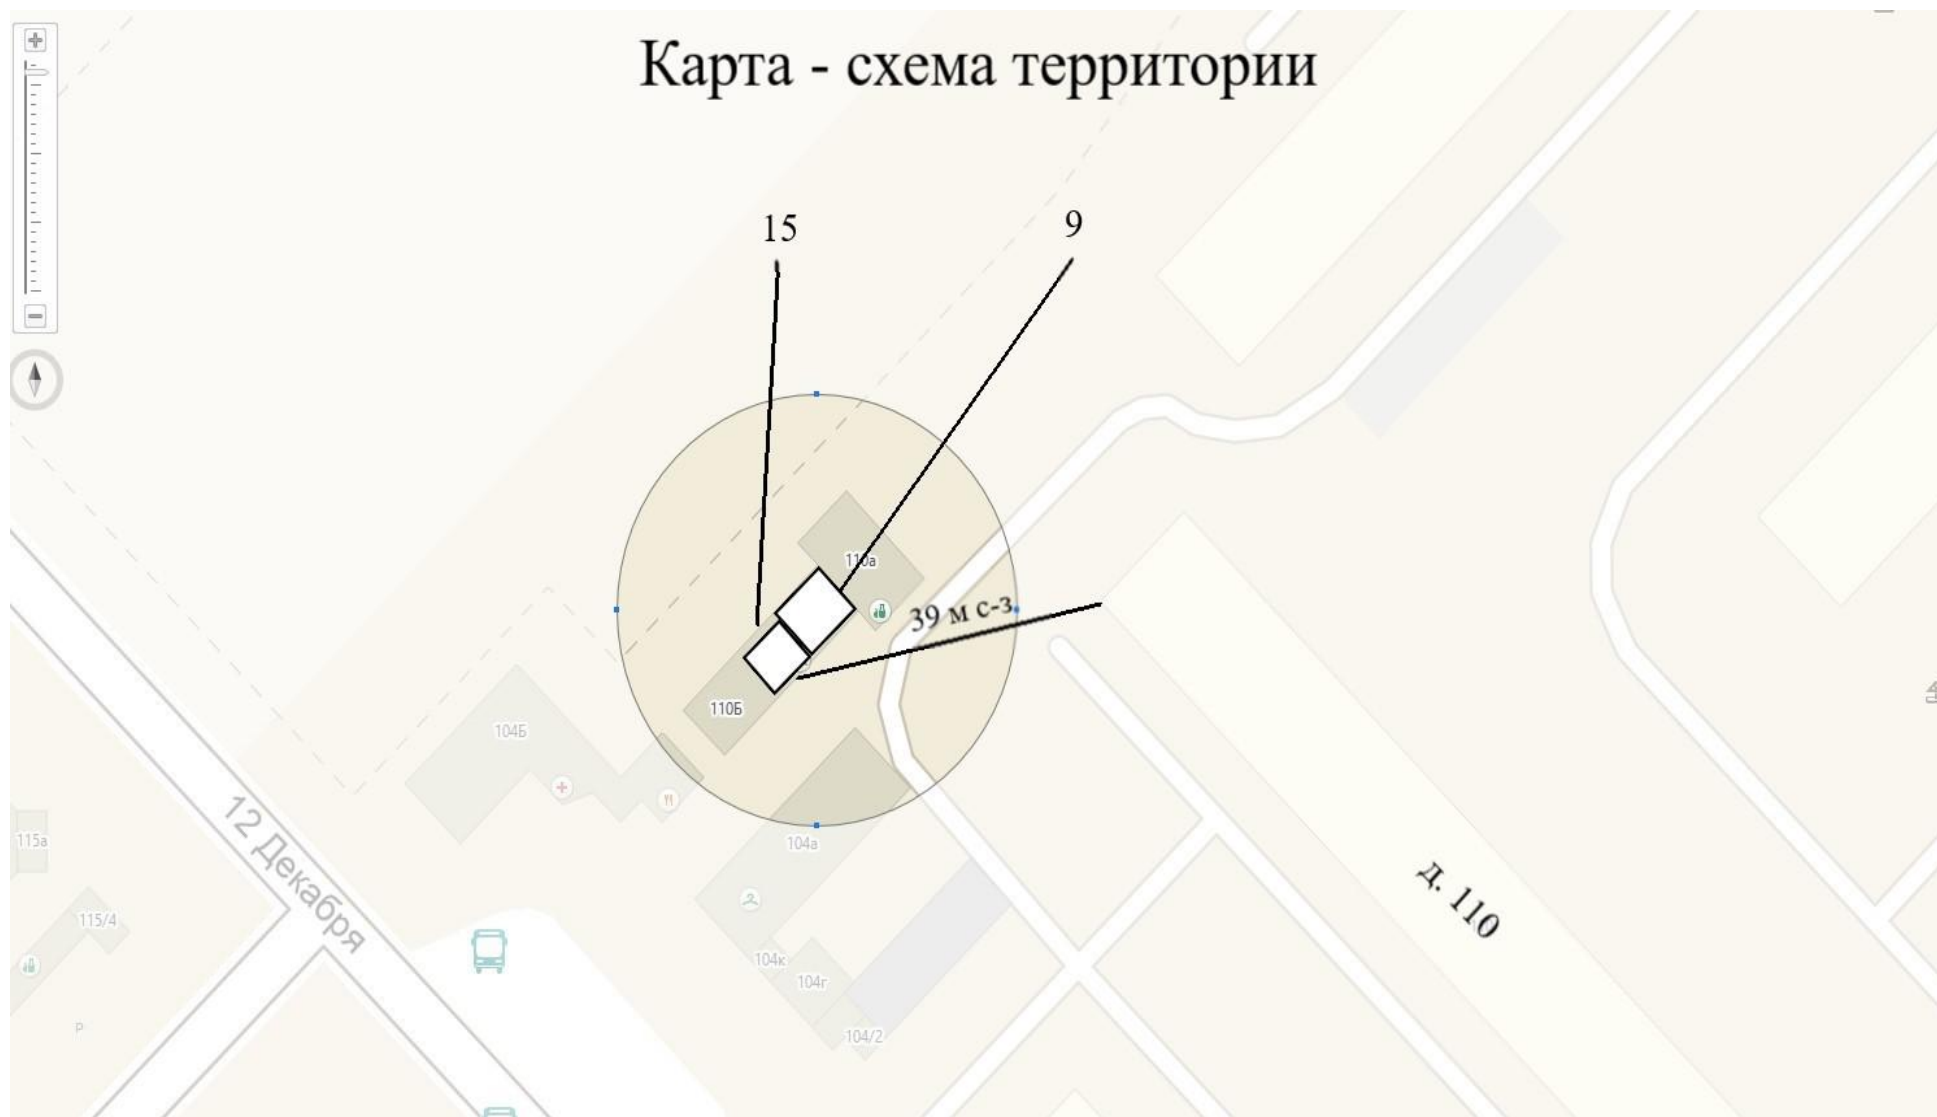 Карта - схема территории
15
9
110а
39 м с-з
110Б
104Б
115а
104а
12 Декабря
115/4
д. 110
104к
104г
Р
104/2